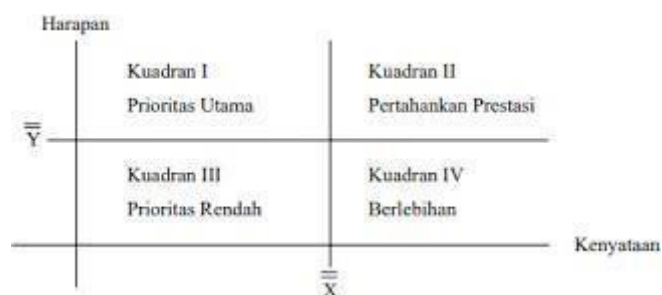 Harapan
Kuadran I
Prioritas Utama
Kuadran II
Pertahankan Prestasi
Y
Kuadran III
Prioritas Rendah
Kuadran IV
Berlebihan
Kenyataan
X